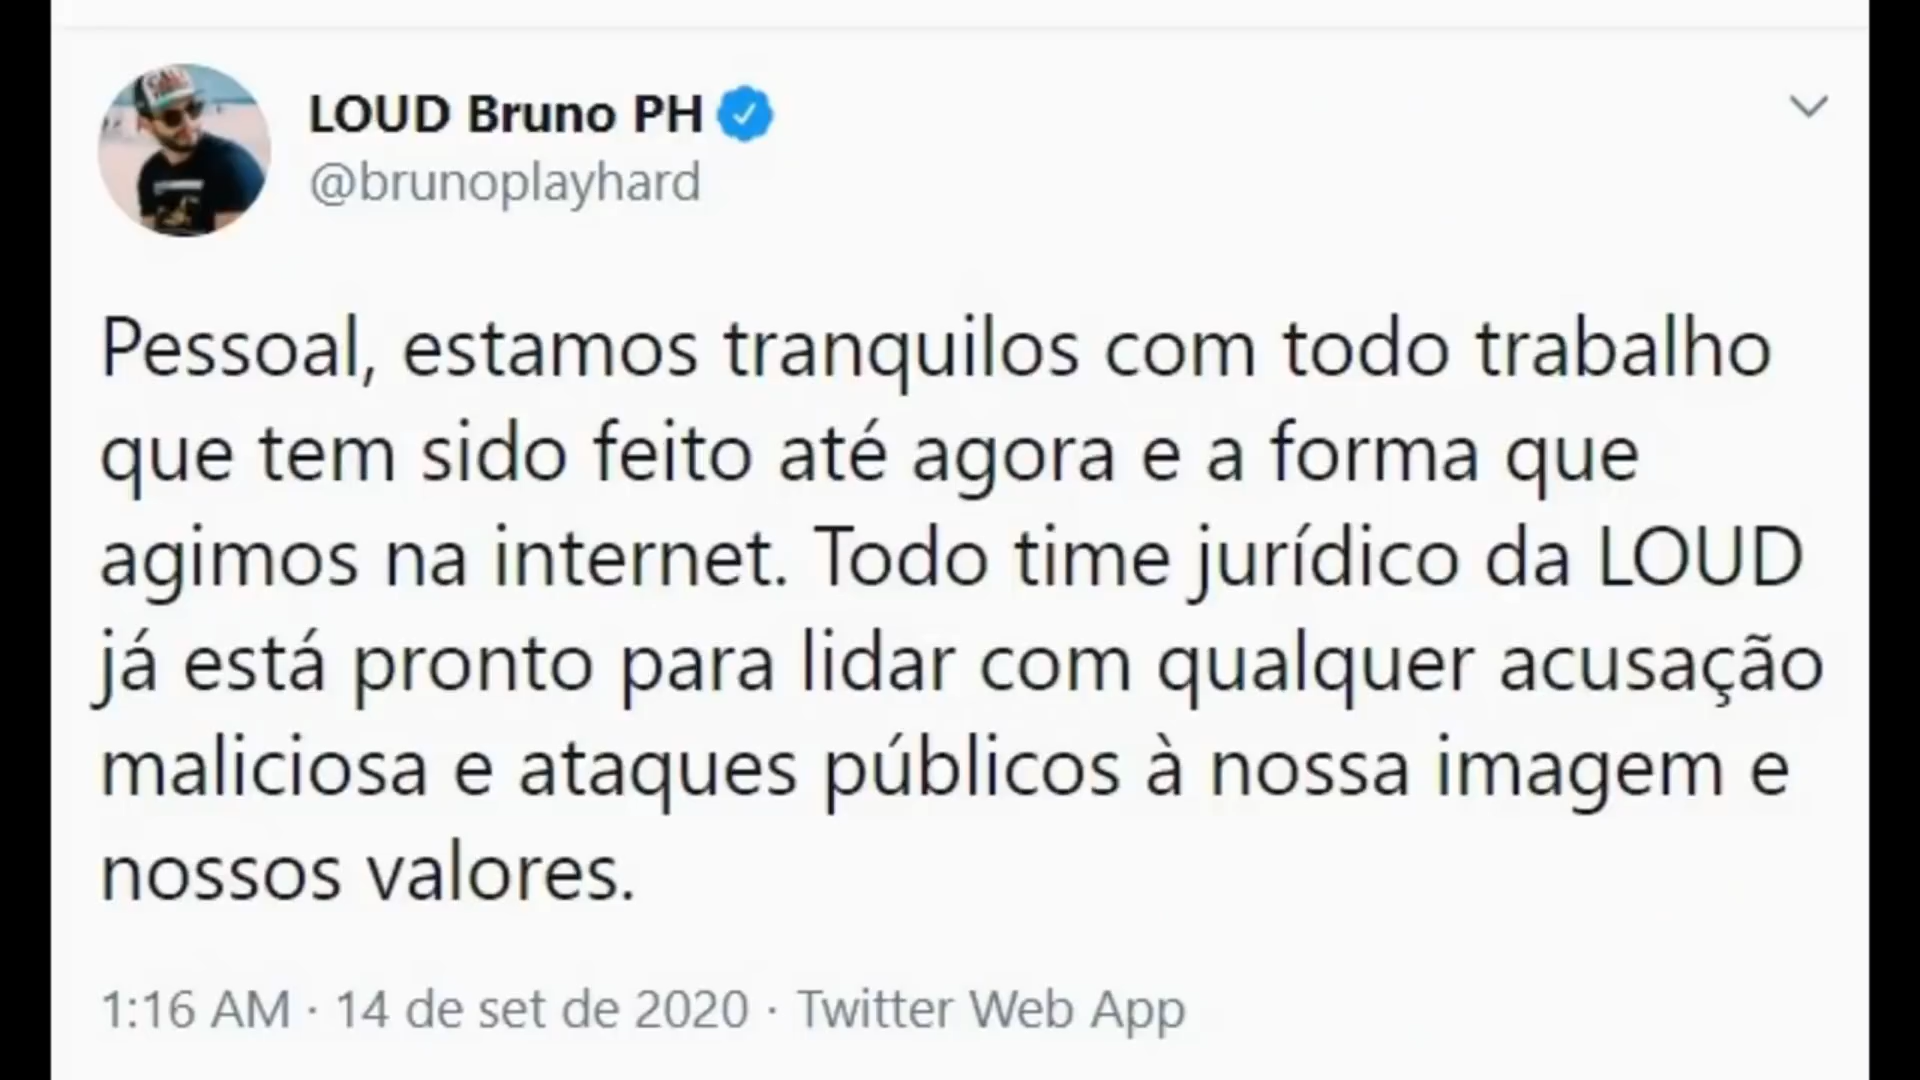 LOUD Bruno PH
@brunoplayhard
Pessoal, estamos tranquilos com todo trabalho
que tem sido feito até agora e a forma que
agimos na internet. Todo time jurídico da LOUD
já está pronto para lidar com qualquer acusação
maliciosa e ataques públicos à nossa imagem e
nossos valores.
1:16 AM · 14 de set de 2020 · Twitter Web App